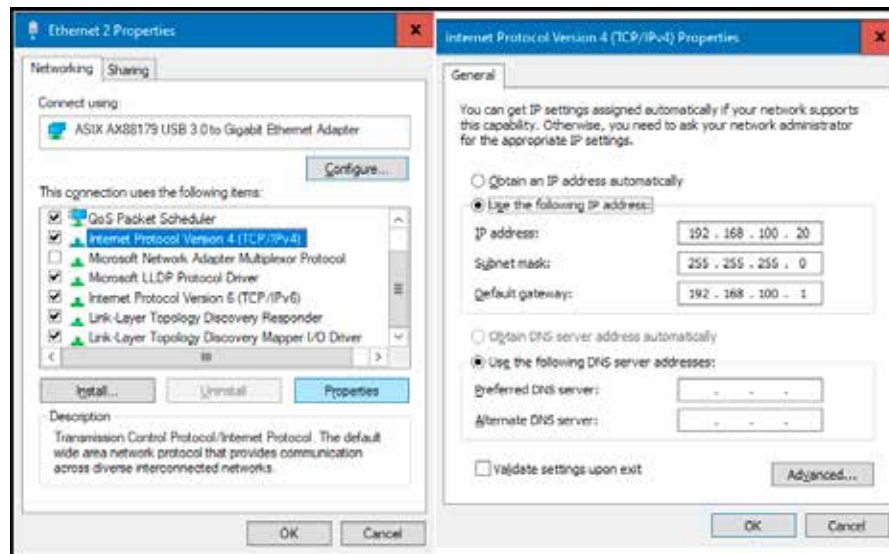 Ethernet 2 Properties
Networking
Sharing
Connect using:
ASIX AX88179 USB 3.0 to Gigabit Ethernet Adapter
Configure...
This connection uses the following items:
QoS Packet Scheduler
Internet Protocol Version 4 (TCP/IPv4)
Microsoft Network Adapter Multiplexor Protocol
Microsoft LLDP Protocol Driver
Internet Protocol Version 6 (TCP/IPv6)
Link-Layer Topology Discovery Responder
Link-Layer Topology Discovery Mapper I/O Driver
Install...
Uninstall
Properties
Description
Transmission Control Protocol/Internet Protocol. The default
wide area network protocol that provides communication
across diverse interconnected networks.
OK
Cancel
Internet Protocol Version 4 (TCP/IPv4) Properties
General
You can get IP settings assigned automatically if your network supports
this capability. Otherwise, you need to ask your network administrator
for the appropriate IP settings.
Obtain an IP address automatically
Use the following IP address:
IP address:
192 . 168 . 100 . 20
Subnet mask:
255 . 255 . 255 . 0
Default gateway:
192 . 168 . 100 . 1
Obtain DNS server address automatically
Use the following DNS server addresses:
Preferred DNS server:
Alternate DNS server:
Validate settings upon exit
Advanced...
OK
Cancel